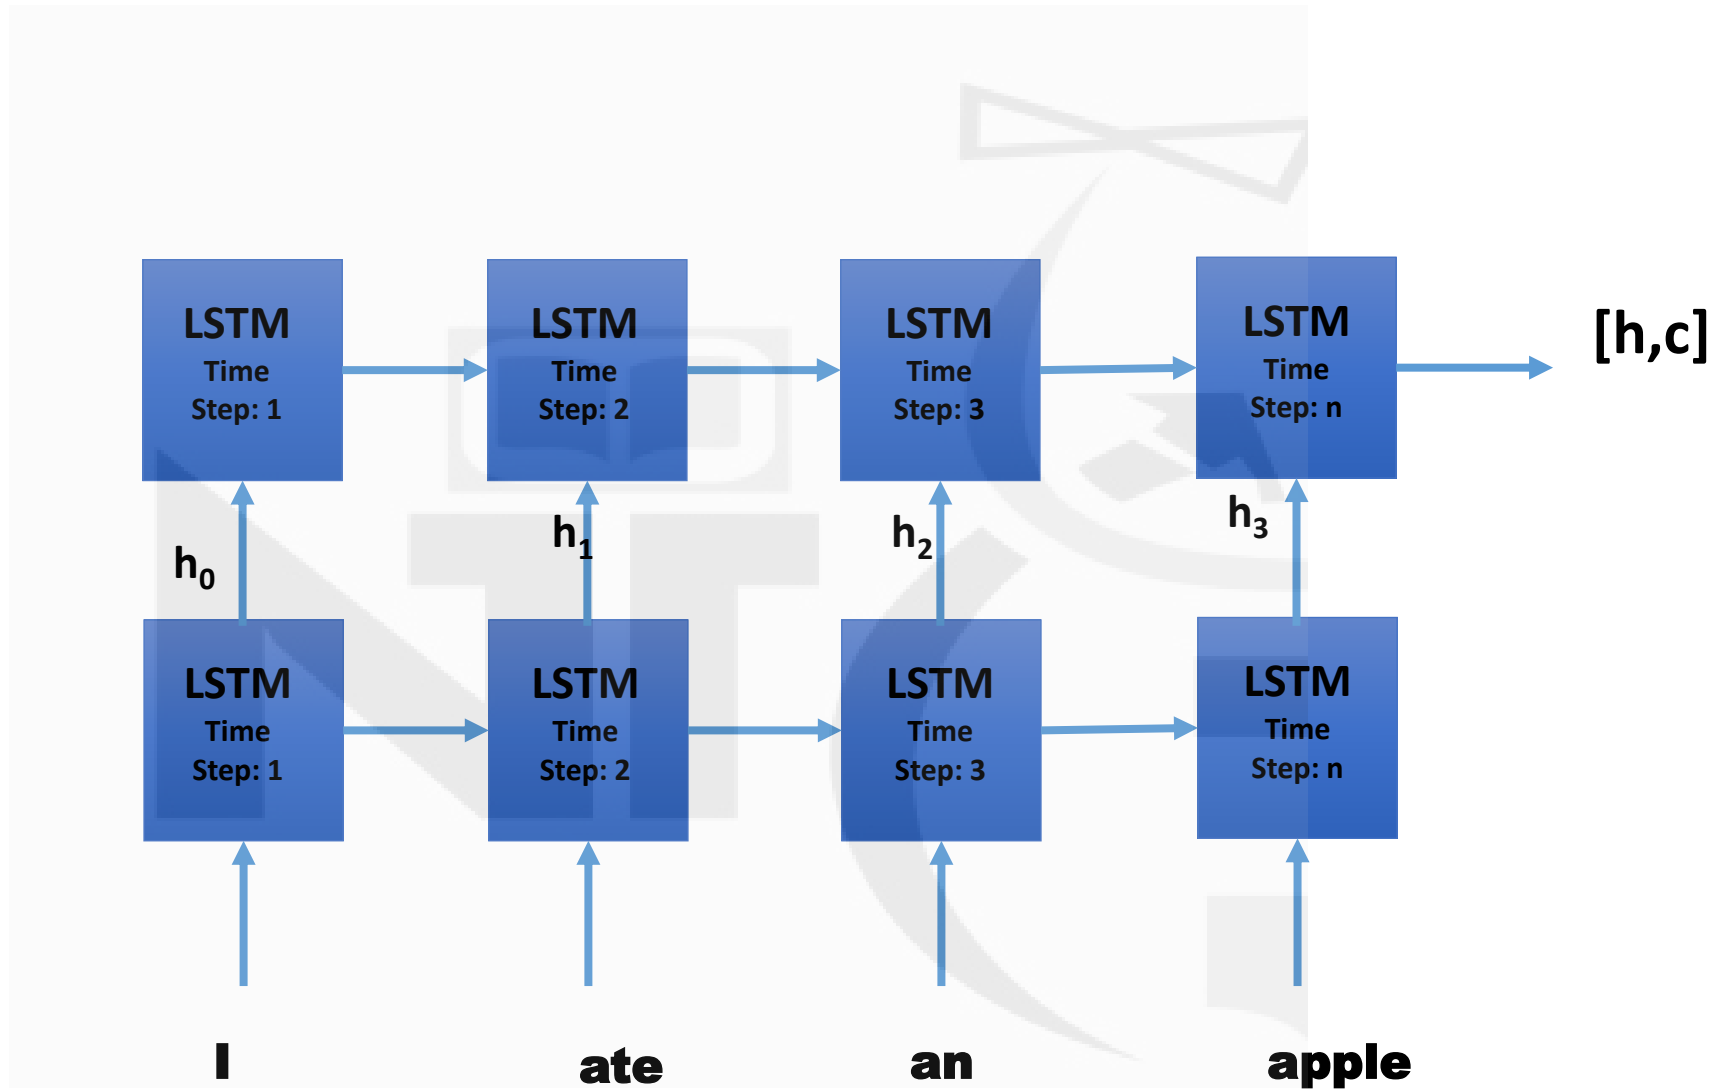 LSTM
Time
Step: 1
LSTM
Time
Step: 2
LSTM
Time
Step: 3
LSTM
Time
Step: n
[h,c]
h0
h1
h2
h3
LSTM
Time
Step: 1
LSTM
Time
Step: 2
LSTM
Time
Step: 3
LSTM
Time
Step: n
I
ate
an
apple